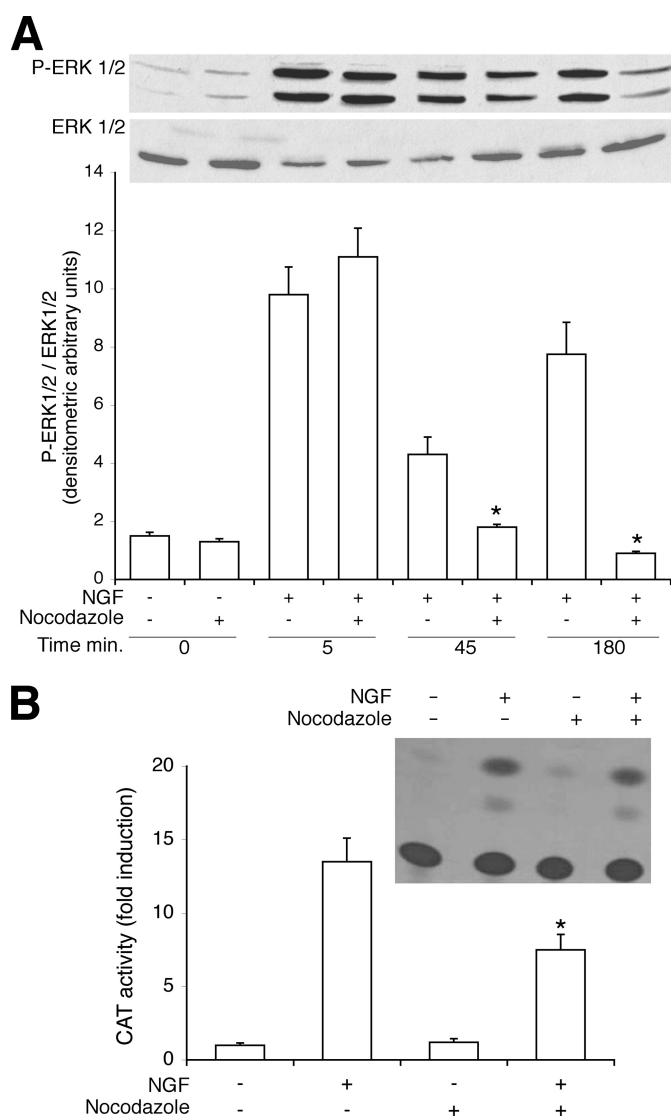 A
P-ERK 1/2
ERK 1/2
P-ERK1/2 / ERK1/2
(densitometric arbitrary units)
14
12
10
8
6
4
2
0
* *
NGF - - + + + + + +
Nocodazole - + - + - + - +
Time min. 0 5 45 180
B
NGF - + - +
Nocodazole - - + +
CAT activity (fold induction)
20
15
10
5
0
*
NGF - + - +
Nocodazole - - + +